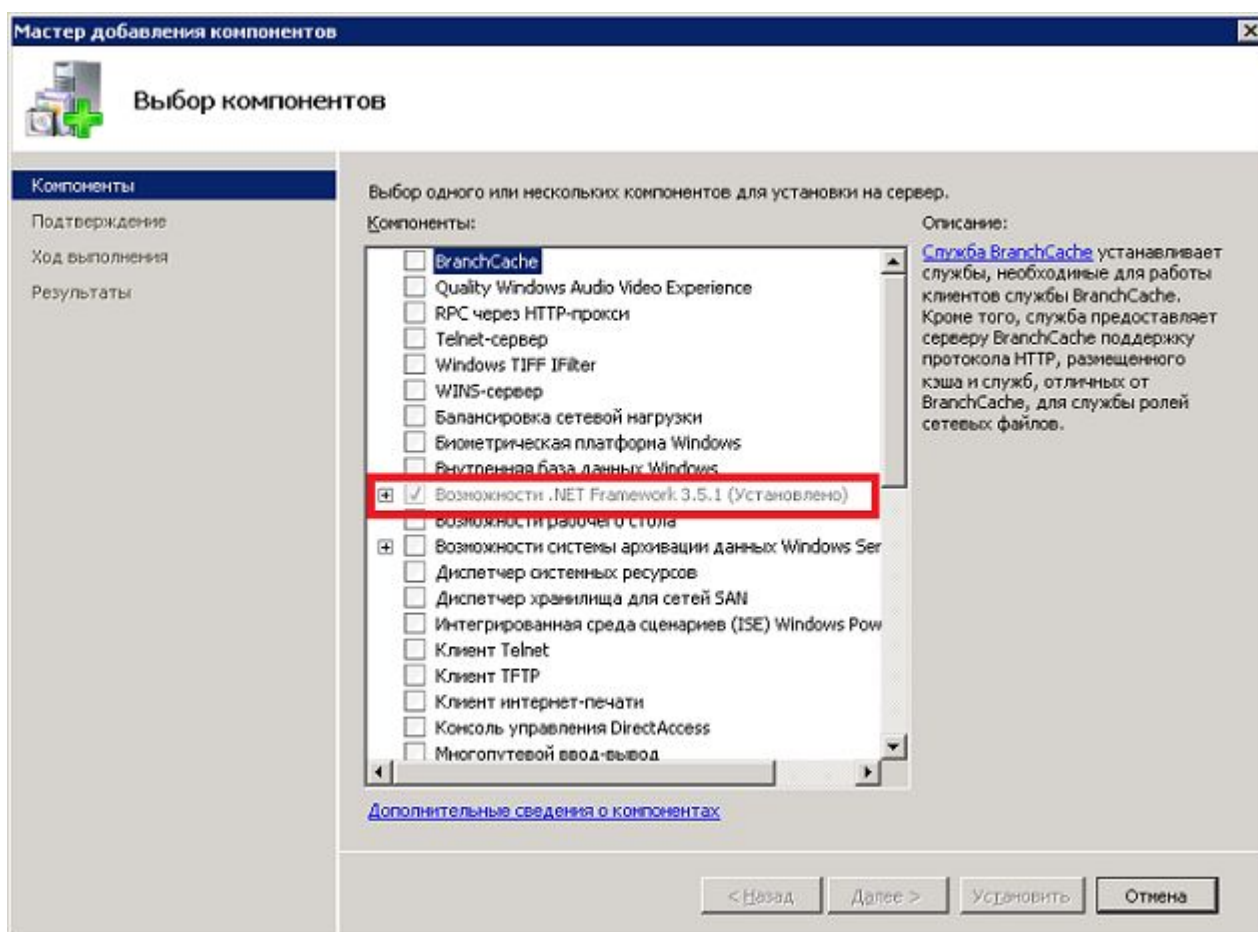 Мастер добавления компонентов
Выбор компонентов
Компоненты
Подтверждение
Ход выполнения
Результаты
Выбор одного или нескольких компонентов для установки на сервер.
Компоненты:
BranchCache
Quality Windows Audio Video Experience
RPC через HTTP-прокси
Telnet-сервер
Windows TIFF IFilter
WINS-сервер
Балансировка сетевой нагрузки
Биометрическая платформа Windows
Внутренняя база данных Windows
Возможности .NET Framework 3.5.1 (Установлено)
Возможности рабочего стола
Возможности системы архивации данных Windows Ser
Диспетчер системных ресурсов
Диспетчер хранилища для сетей SAN
Интегрированная среда сценариев (ISE) Windows Pow
Клиент Telnet
Клиент TFTP
Клиент интернет-печати
Консоль управления DirectAccess
Многопутевой ввод-вывод
Дополнительные сведения о компонентах
Описание:
Служба BranchCache устанавливает
службы, необходимые для работы
клиентов службы BranchCache.
Кроме того, служба предоставляет
серверу BranchCache поддержку
протокола HTTP, размещенного
кэша и служб, отличных от
BranchCache, для службы ролей
сетевых файлов.
< Назад
Далее >
Установить
Отмена